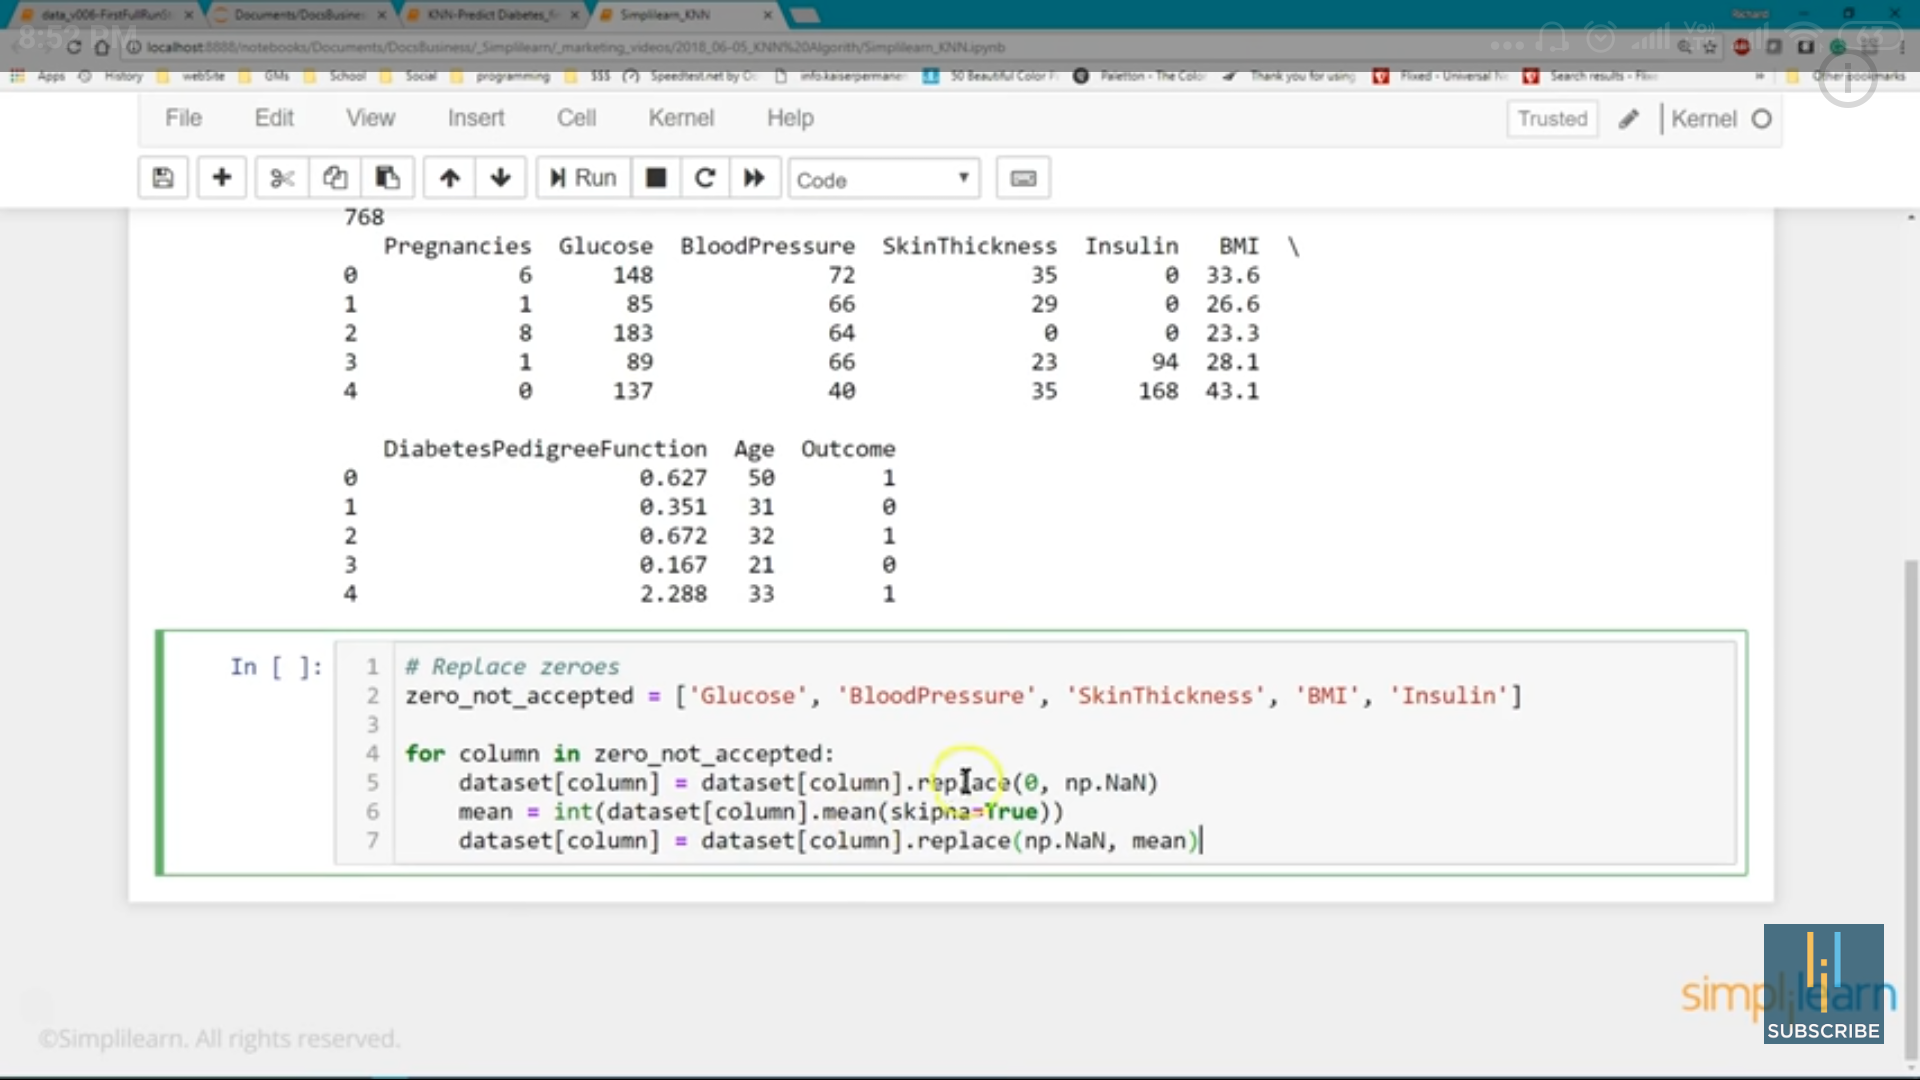 data_v006-FirstFullRunSt
Documents/DocsBusines
KNN-Predict Diabetes_K
Simplilearn_KNN
Richard
8:52 PM
localhost:8888/notebooks/Documents/DocsBusiness/_Simplilearn/_marketing_videos/2018_06-05_KNN%20Algorith/Simplilearn_KNN.ipynb
63
Apps History webSite GMs School Social programming $$$ Speedtest.net by Oo info.kaiserpermane 50 Beautiful Color P Paletton - The Color Thank you for using Flixed - Universal Search results - Flix » Other bookmarks
File Edit View Insert Cell Kernel Help Trusted Kernel
Run Code
768
Pregnancies Glucose BloodPressure SkinThickness Insulin BMI \
0 6 148 72 35 0 33.6
1 1 85 66 29 0 26.6
2 8 183 64 0 0 23.3
3 1 89 66 23 94 28.1
4 0 137 40 35 168 43.1
DiabetesPedigreeFunction Age Outcome
0 0.627 50 1
1 0.351 31 0
2 0.672 32 1
3 0.167 21 0
4 2.288 33 1
In [ ]:
1 # Replace zeroes
2 zero_not_accepted = ['Glucose', 'BloodPressure', 'SkinThickness', 'BMI', 'Insulin']
3
4 for column in zero_not_accepted:
5 dataset[column] = dataset[column].replace(0, np.NaN)
6 mean = int(dataset[column].mean(skipna=True))
7 dataset[column] = dataset[column].replace(np.NaN, mean)
simplilearn
SUBSCRIBE
©Simplilearn. All rights reserved.